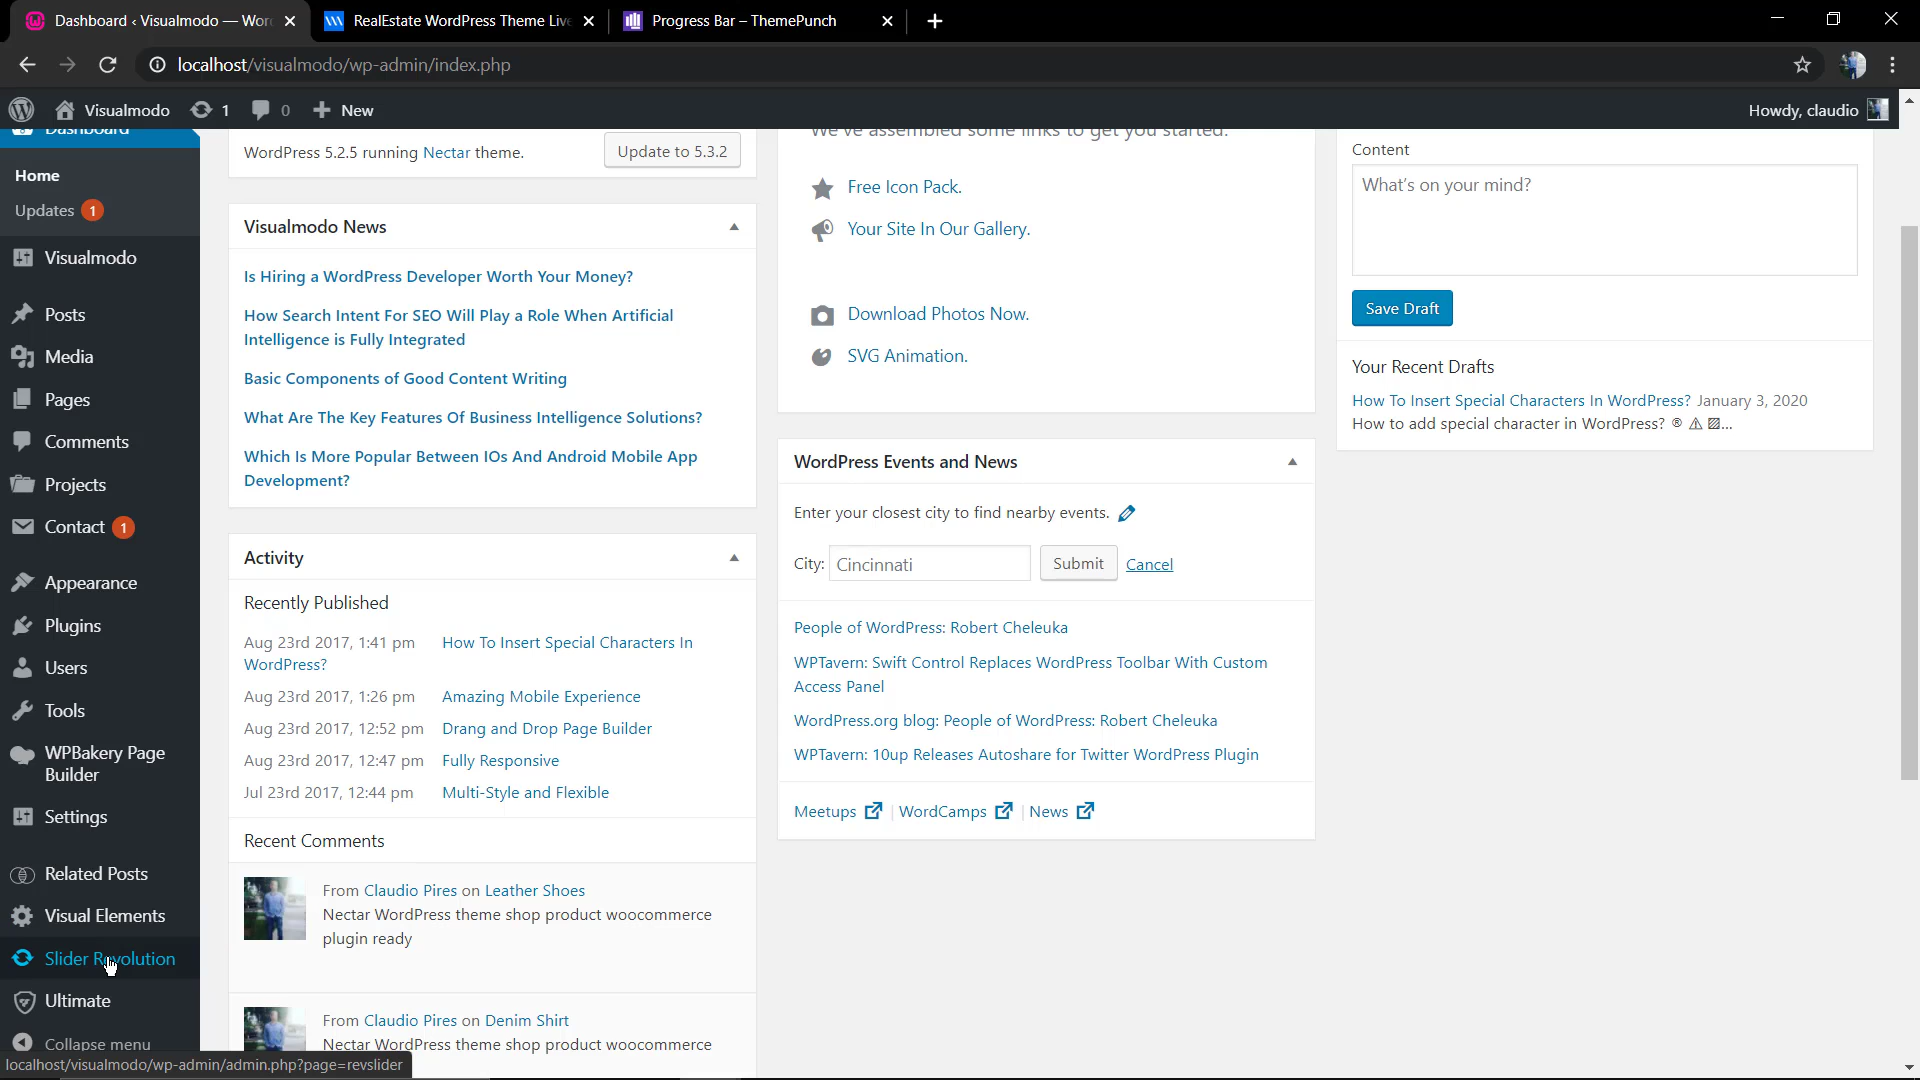 Dashboard ‹ Visualmodo — Wor
RealEstate WordPress Theme Live
Progress Bar – ThemePunch
localhost/visualmodo/wp-admin/index.php
Visualmodo
1
0
New
Howdy, claudio
Dashboard
Home
Updates 1
Visualmodo
Posts
Media
Pages
Comments
Projects
Contact 1
Appearance
Plugins
Users
Tools
WPBakery Page
Builder
Settings
Related Posts
Visual Elements
Slider Revolution
Ultimate
Collapse menu
localhost/visualmodo/wp-admin/admin.php?page=revslider
WordPress 5.2.5 running Nectar theme.
Update to 5.3.2
Visualmodo News
Is Hiring a WordPress Developer Worth Your Money?
How Search Intent For SEO Will Play a Role When Artificial
Intelligence is Fully Integrated
Basic Components of Good Content Writing
What Are The Key Features Of Business Intelligence Solutions?
Which Is More Popular Between IOs And Android Mobile App
Development?
Activity
Recently Published
Aug 23rd 2017, 1:41 pm How To Insert Special Characters In
WordPress?
Aug 23rd 2017, 1:26 pm Amazing Mobile Experience
Aug 23rd 2017, 12:52 pm Drang and Drop Page Builder
Aug 23rd 2017, 12:47 pm Fully Responsive
Jul 23rd 2017, 12:44 pm Multi-Style and Flexible
Recent Comments
From Claudio Pires on Leather Shoes
Nectar WordPress theme shop product woocommerce
plugin ready
From Claudio Pires on Denim Shirt
Nectar WordPress theme shop product woocommerce
We've assembled some links to get you started:
Free Icon Pack.
Your Site In Our Gallery.
Download Photos Now.
SVG Animation.
WordPress Events and News
Enter your closest city to find nearby events.
City: Cincinnati Submit Cancel
People of WordPress: Robert Cheleuka
WPTavern: Swift Control Replaces WordPress Toolbar With Custom
Access Panel
WordPress.org blog: People of WordPress: Robert Cheleuka
WPTavern: 10up Releases Autoshare for Twitter WordPress Plugin
Meetups | WordCamps | News
Content
What's on your mind?
Save Draft
Your Recent Drafts
How To Insert Special Characters In WordPress? January 3, 2020
How to add special character in WordPress? ® ⚠ ▨…